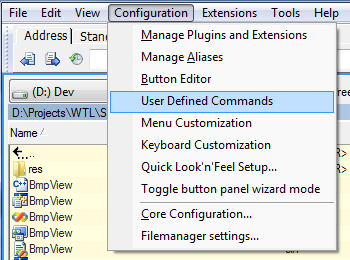 File Edit View Configuration Extensions Tools Help
Address
Manage Plugins and Extensions
Manage Aliases
Button Editor
(D:) Dev
User Defined Commands
D:\Projects\WTL\S
Menu Customization
Name
Keyboard Customization
..
Quick Look'n'Feel Setup...
res
Toggle button panel wizard mode
BmpView
BmpView
Core Configuration...
BmpView
Filemanager settings...
BmpView
BmpView